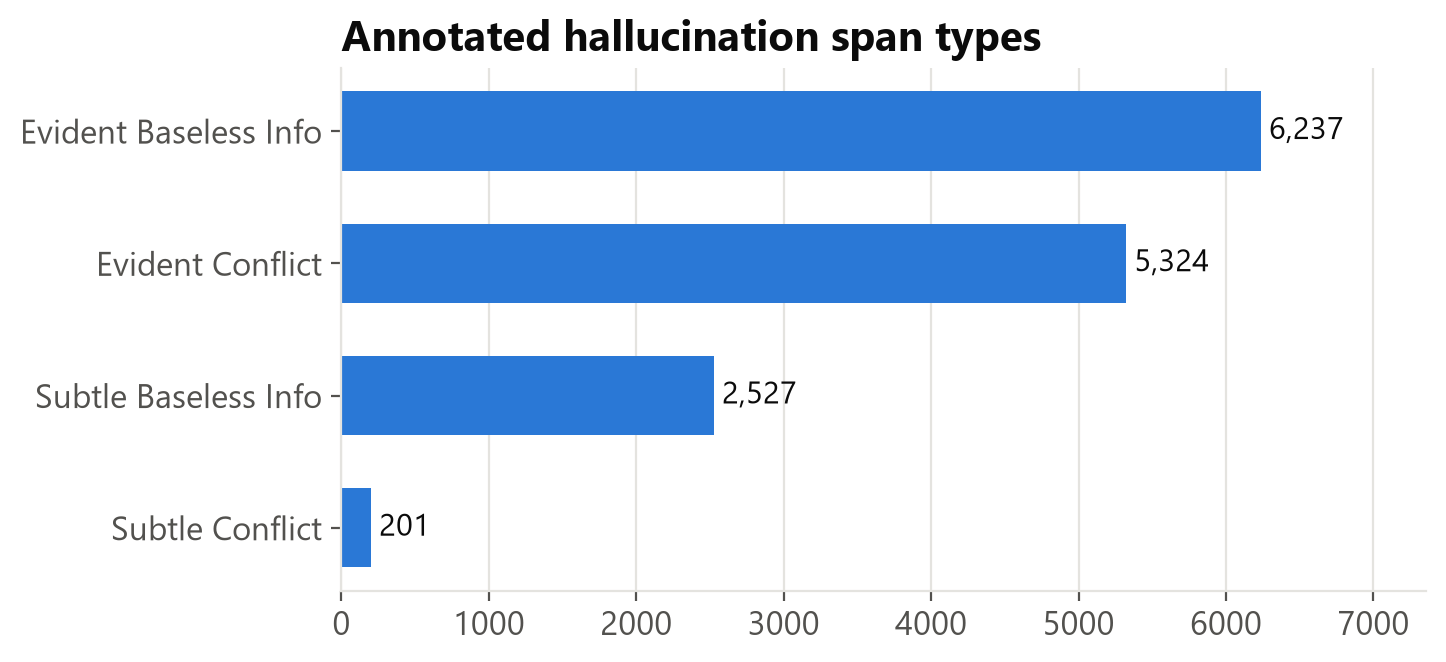 Annotated hallucination span types
Evident Baseless Info 6,237
Evident Conflict 5,324
Subtle Baseless Info 2,527
Subtle Conflict 201
0 1000 2000 3000 4000 5000 6000 7000